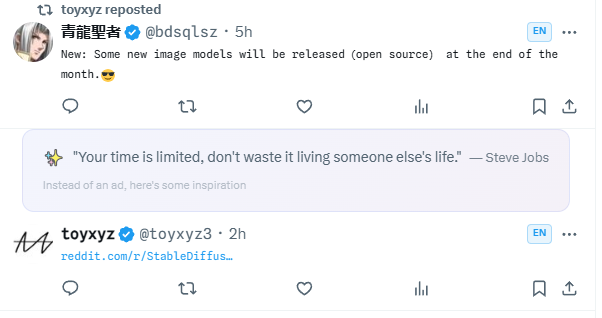 toyxyz reposted
青龍聖者 @bdsqlsz · 5h EN
New: Some new image models will be released (open source)  at the end of the
month.😎
✨ "Your time is limited, don't waste it living someone else's life." — Steve Jobs
Instead of an ad, here's some inspiration
toyxyz @toyxyz3 · 2h EN
reddit.com/r/StableDiffus…